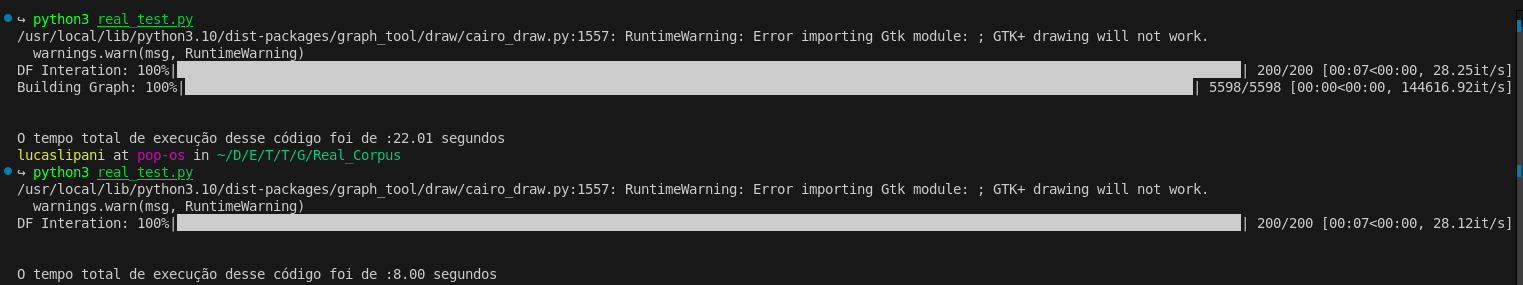 ↪ python3 real_test.py
/usr/local/lib/python3.10/dist-packages/graph_tool/draw/cairo_draw.py:1557: RuntimeWarning: Error importing Gtk module: ; GTK+ drawing will not work.
  warnings.warn(msg, RuntimeWarning)
DF Interation: 100%| | 200/200 [00:07<00:00, 28.25it/s]
Building Graph: 100%| | 5598/5598 [00:00<00:00, 144616.92it/s]
O tempo total de execução desse código foi de :22.01 segundos
lucaslipani at pop-os in ~/D/E/T/T/G/Real_Corpus
↪ python3 real_test.py
/usr/local/lib/python3.10/dist-packages/graph_tool/draw/cairo_draw.py:1557: RuntimeWarning: Error importing Gtk module: ; GTK+ drawing will not work.
  warnings.warn(msg, RuntimeWarning)
DF Interation: 100%| | 200/200 [00:07<00:00, 28.12it/s]
O tempo total de execução desse código foi de :8.00 segundos